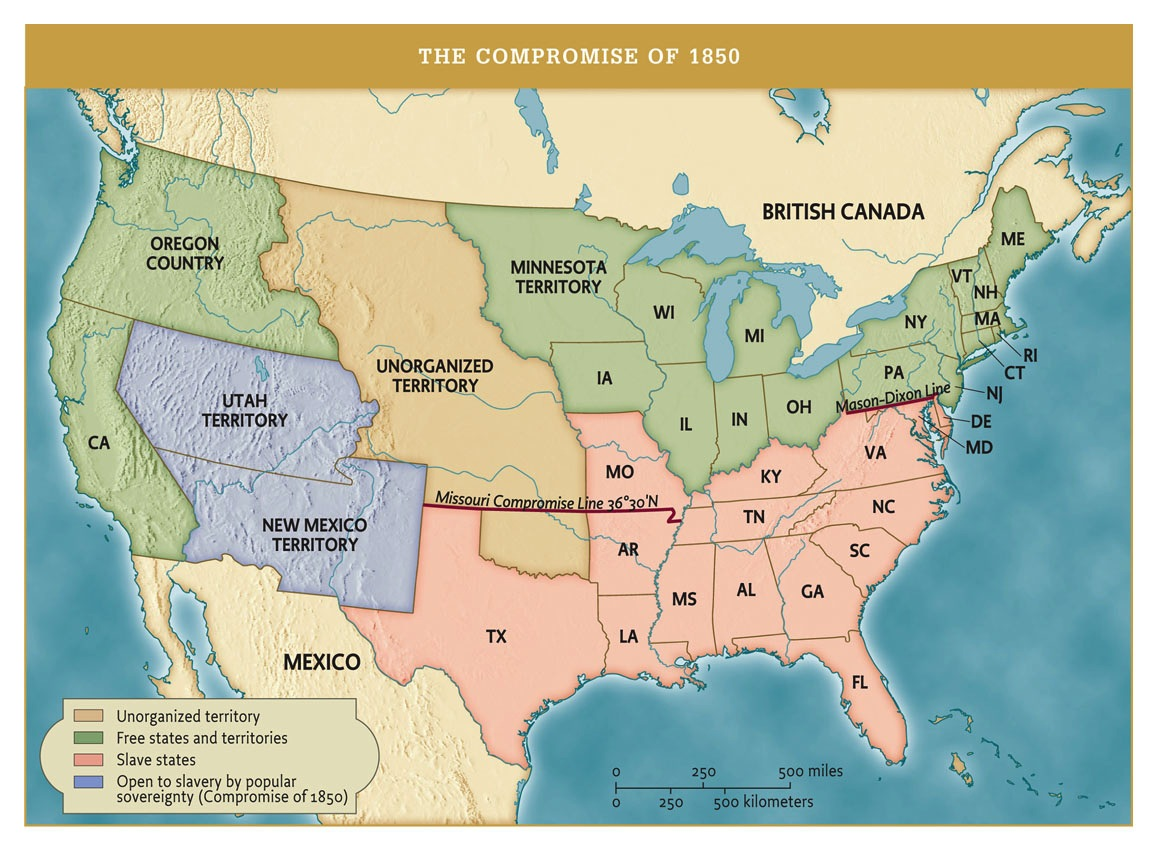 THE COMPROMISE OF 1850
BRITISH CANADA
OREGON
COUNTRY
MINNESOTA
TERRITORY
ME
VT
NH
WI
MI
NY
MA
RI
CT
UNORGANIZED
TERRITORY
IA
PA
Mason-Dixon Line
NJ
UTAH
TERRITORY
OH
IL
IN
DE
MD
CA
VA
MO
KY
Missouri Compromise Line 36°30'N
NC
TN
NEW MEXICO
TERRITORY
AR
SC
MS
AL
GA
TX
LA
MEXICO
FL
Unorganized territory
Free states and territories
Slave states
Open to slavery by popular
sovereignty (Compromise of 1850)
0 250 500 miles
0 250 500 kilometers